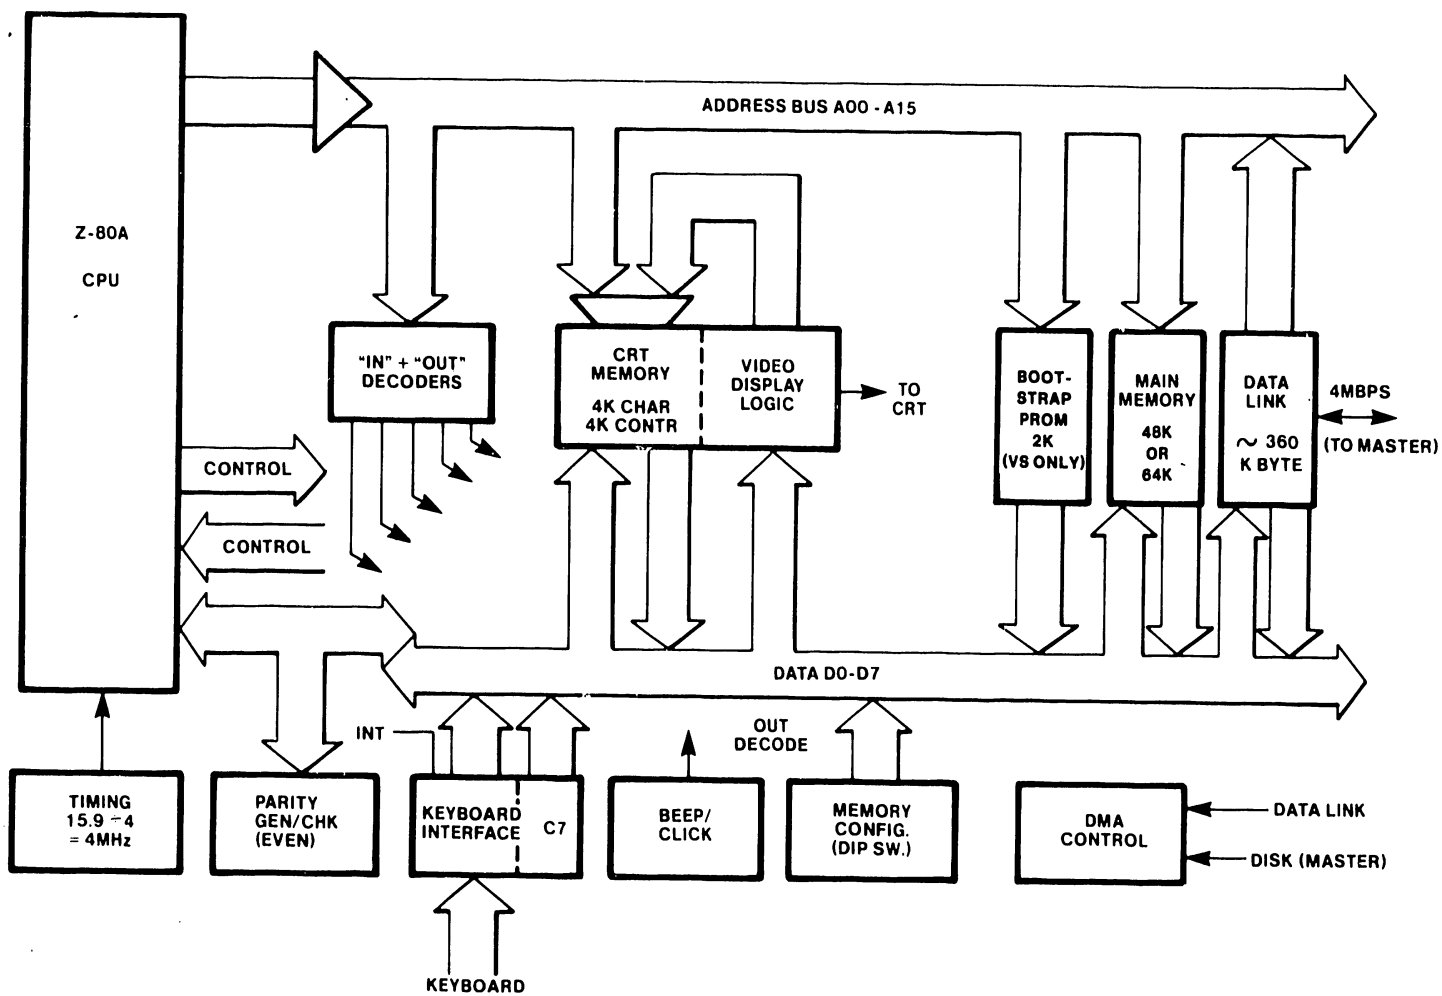 ADDRESS BUS A00 - A15
Z-80A
CPU
"IN" + "OUT"
DECODERS
CRT
MEMORY
4K CHAR
4K CONTR
VIDEO
DISPLAY
LOGIC
TO
CRT
BOOT-
STRAP
PROM
2K
(VS ONLY)
MAIN
MEMORY
48K
OR
64K
DATA
LINK
~ 360
K BYTE
4MBPS
(TO MASTER)
CONTROL
CONTROL
DATA D0-D7
INT
OUT
DECODE
TIMING
15.9 ÷ 4
= 4MHz
PARITY
GEN/CHK
(EVEN)
KEYBOARD
INTERFACE
C7
BEEP/
CLICK
MEMORY
CONFIG.
(DIP SW.)
DMA
CONTROL
DATA LINK
DISK (MASTER)
KEYBOARD